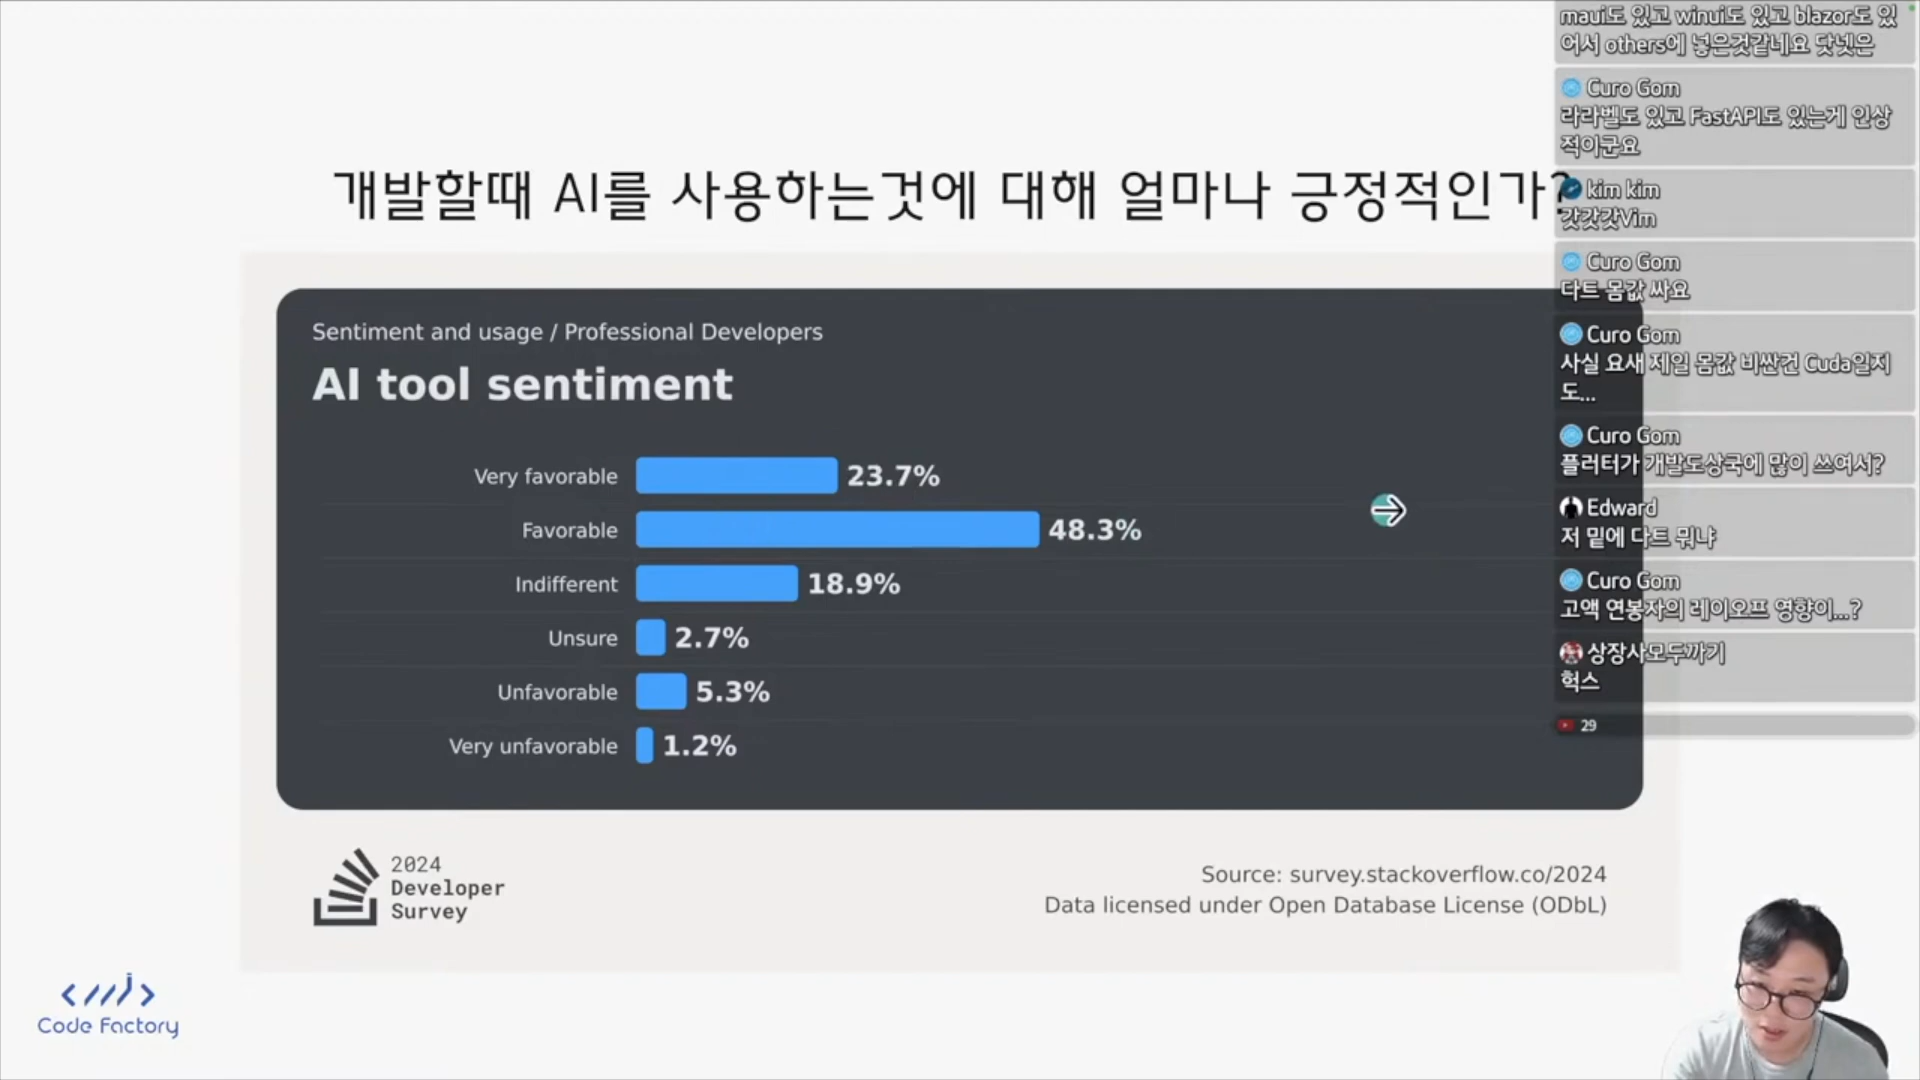 개발할때 AI를 사용하는것에 대해 얼마나 긍정적인가?
Sentiment and usage / Professional Developers
AI tool sentiment
Very favorable 23.7%
Favorable 48.3%
Indifferent 18.9%
Unsure 2.7%
Unfavorable 5.3%
Very unfavorable 1.2%
2024
Developer
Survey
Source: survey.stackoverflow.co/2024
Data licensed under Open Database License (ODbL)
Code Factory
maui도 있고 winui도 있고 blazor도 있
어서 others에 넣은것같네요 닷넷은
Curo Gom
라라벨도 있고 FastAPI도 있는게 인상
적이군요
kim kim
갓갓갓Vim
Curo Gom
다트 몸값 싸요
Curo Gom
사실 요새 제일 몸값 비싼건 Cuda일지
도...
Curo Gom
플러터가 개발도상국에 많이 쓰여서?
Edward
저 밑에 다트 뭐냐
Curo Gom
고액 연봉자의 레이오프 영향이...?
상장사모두까기
헉스
29